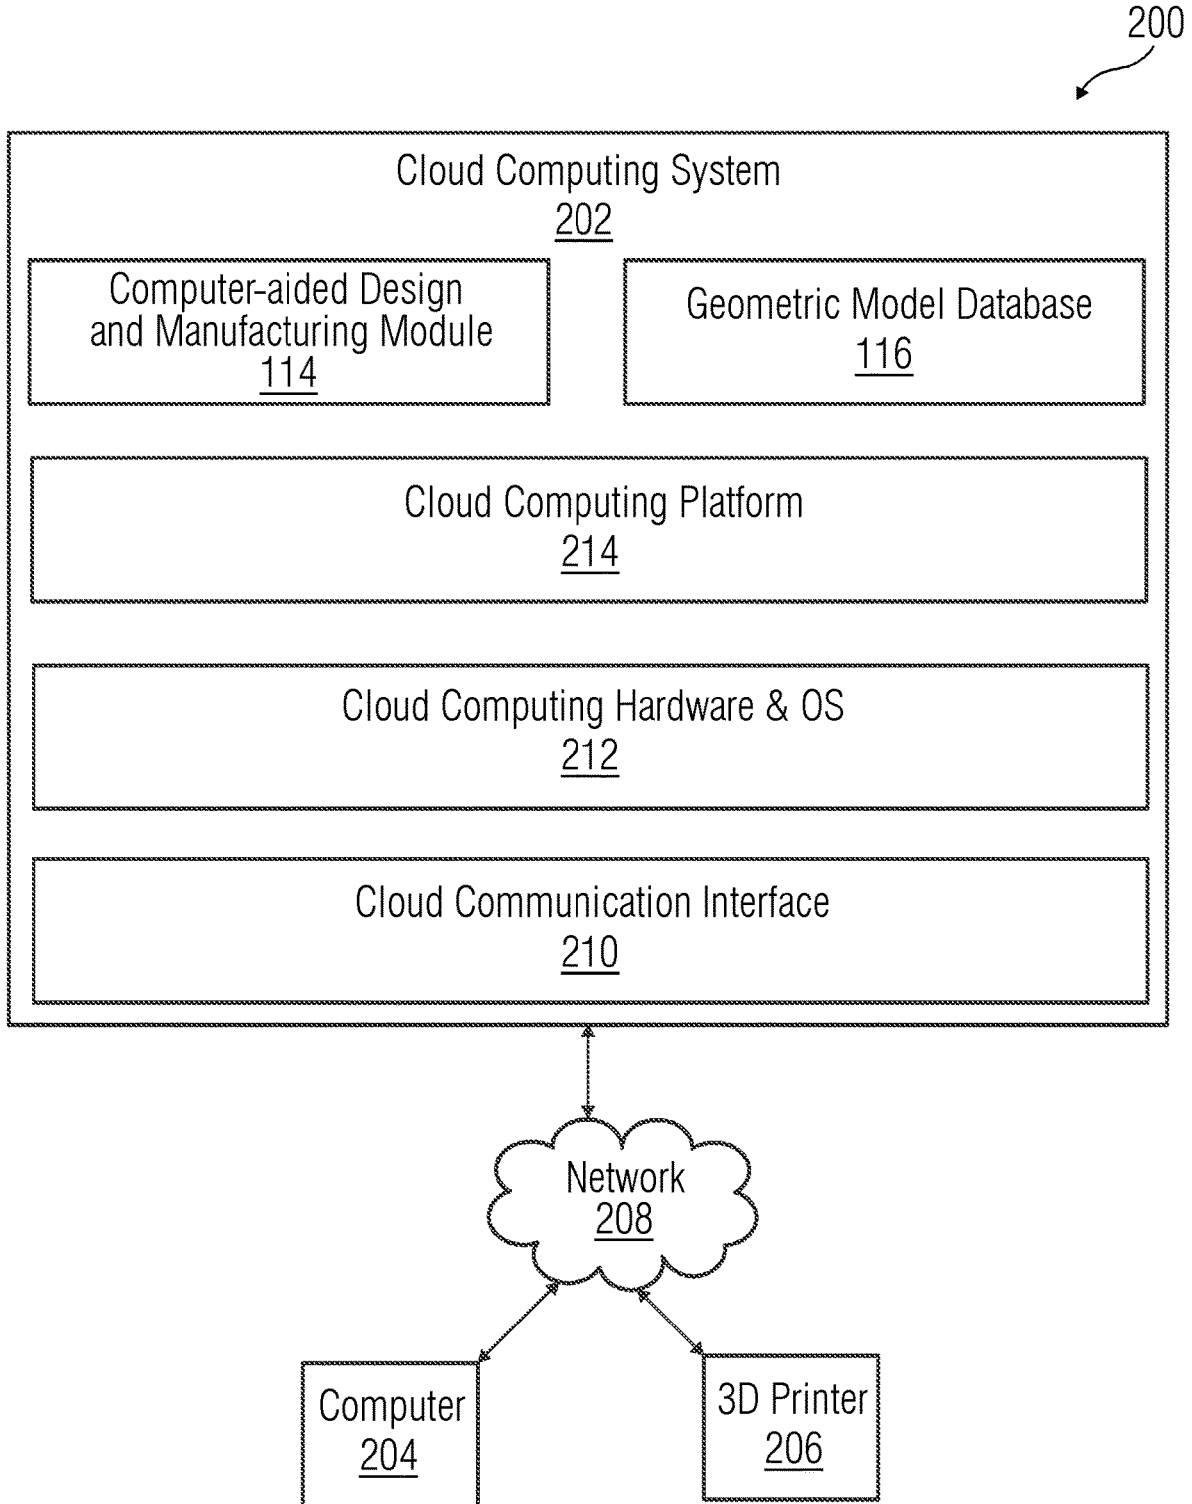 200
Cloud Computing System
202
Computer-aided Design
and Manufacturing Module
114
Geometric Model Database
116
Cloud Computing Platform
214
Cloud Computing Hardware & OS
212
Cloud Communication Interface
210
Network
208
Computer
204
3D Printer
206